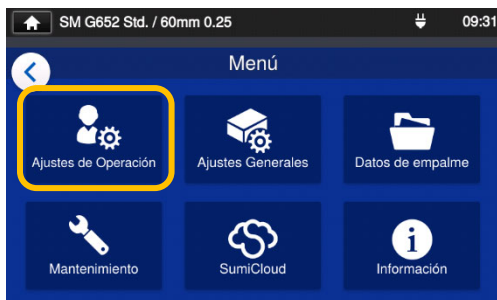 SM G652 Std. / 60mm 0.25 09:31
Menú
Ajustes de Operación Ajustes Generales Datos de empalme
Mantenimiento SumiCloud Información